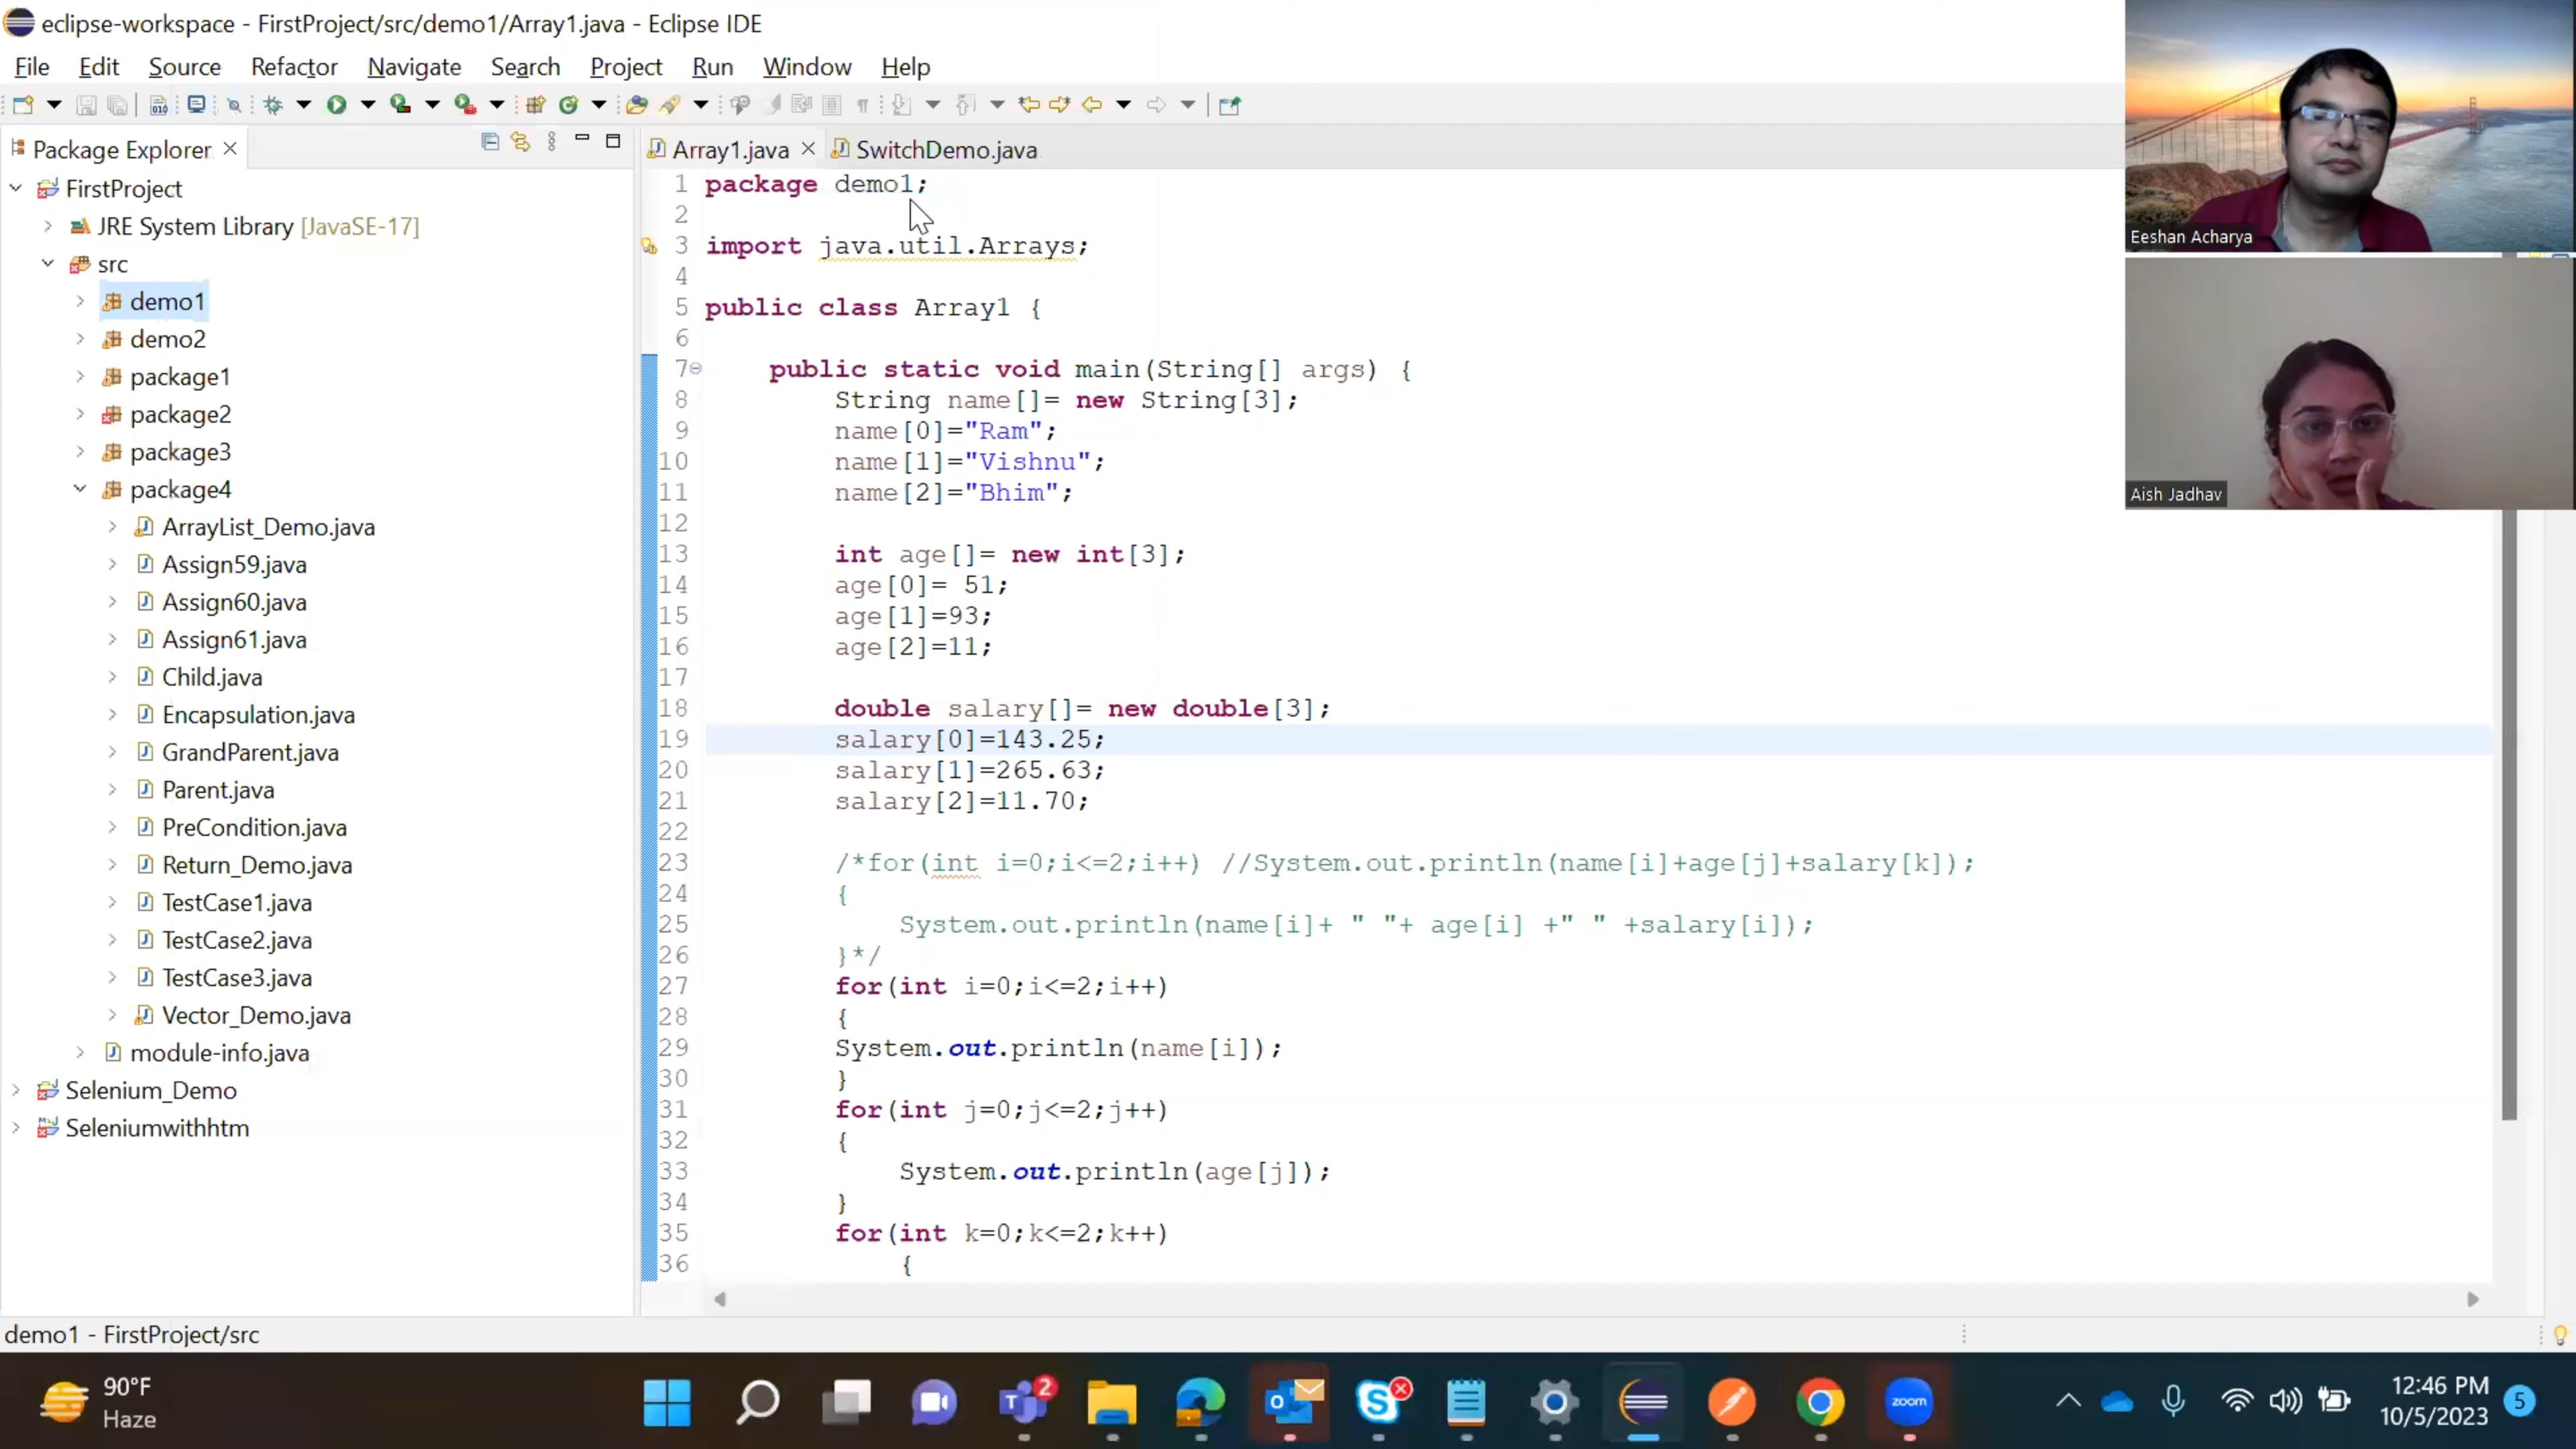 eclipse-workspace - FirstProject/src/demo1/Array1.java - Eclipse IDE
File Edit Source Refactor Navigate Search Project Run Window Help
Package Explorer
FirstProject
JRE System Library [JavaSE-17]
src
demo1
demo2
package1
package2
package3
package4
ArrayList_Demo.java
Assign59.java
Assign60.java
Assign61.java
Child.java
Encapsulation.java
GrandParent.java
Parent.java
PreCondition.java
Return_Demo.java
TestCase1.java
TestCase2.java
TestCase3.java
Vector_Demo.java
module-info.java
Selenium_Demo
Seleniumwithhtm
Array1.java SwitchDemo.java
1 package demo1;
2
3 import java.util.Arrays;
4
5 public class Array1 {
6
7 public static void main(String[] args) {
8 String name[]= new String[3];
9 name[0]="Ram";
10 name[1]="Vishnu";
11 name[2]="Bhim";
12
13 int age[]= new int[3];
14 age[0]= 51;
15 age[1]=93;
16 age[2]=11;
17
18 double salary[]= new double[3];
19 salary[0]=143.25;
20 salary[1]=265.63;
21 salary[2]=11.70;
22
23 /*for(int i=0;i<=2;i++) //System.out.println(name[i]+age[j]+salary[k]);
24 {
25 System.out.println(name[i]+ " "+ age[i] +" " +salary[i]);
26 }*/
27 for(int i=0;i<=2;i++)
28 {
29 System.out.println(name[i]);
30 }
31 for(int j=0;j<=2;j++)
32 {
33 System.out.println(age[j]);
34 }
35 for(int k=0;k<=2;k++)
36 {
Eeshan Acharya
Aish Jadhav
demo1 - FirstProject/src
90°F
Haze
2
zoom
12:46 PM
10/5/2023
5